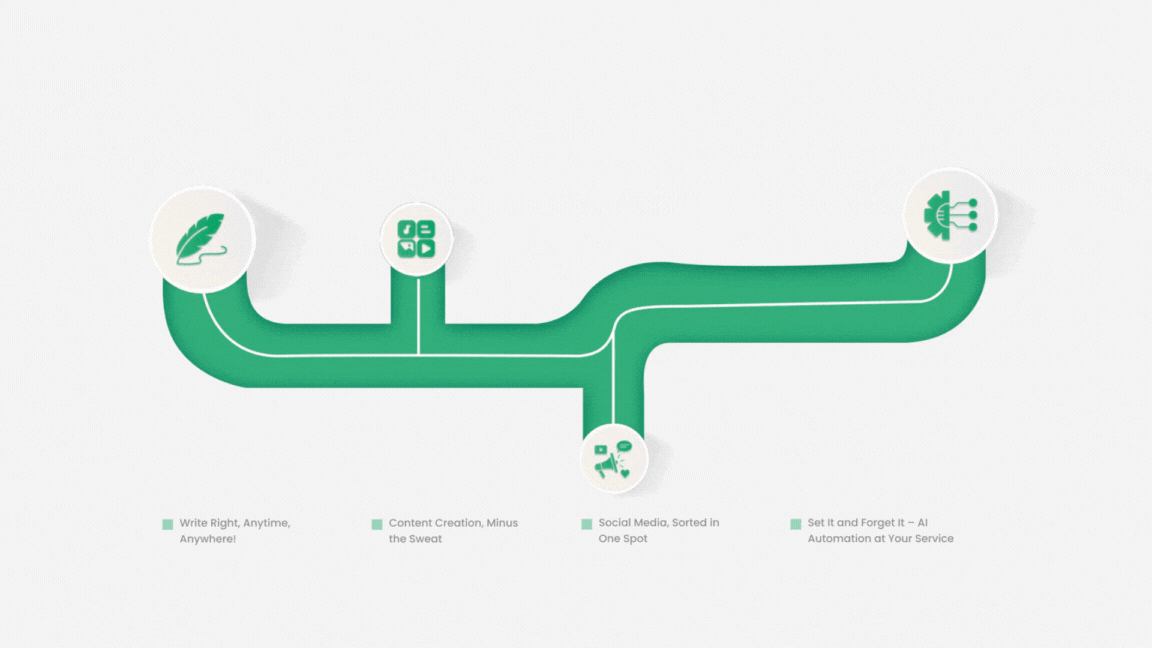 Write Right, Anytime,
Anywhere!
Content Creation, Minus
the Sweat
Social Media, Sorted in
One Spot
Set It and Forget It – AI
Automation at Your Service